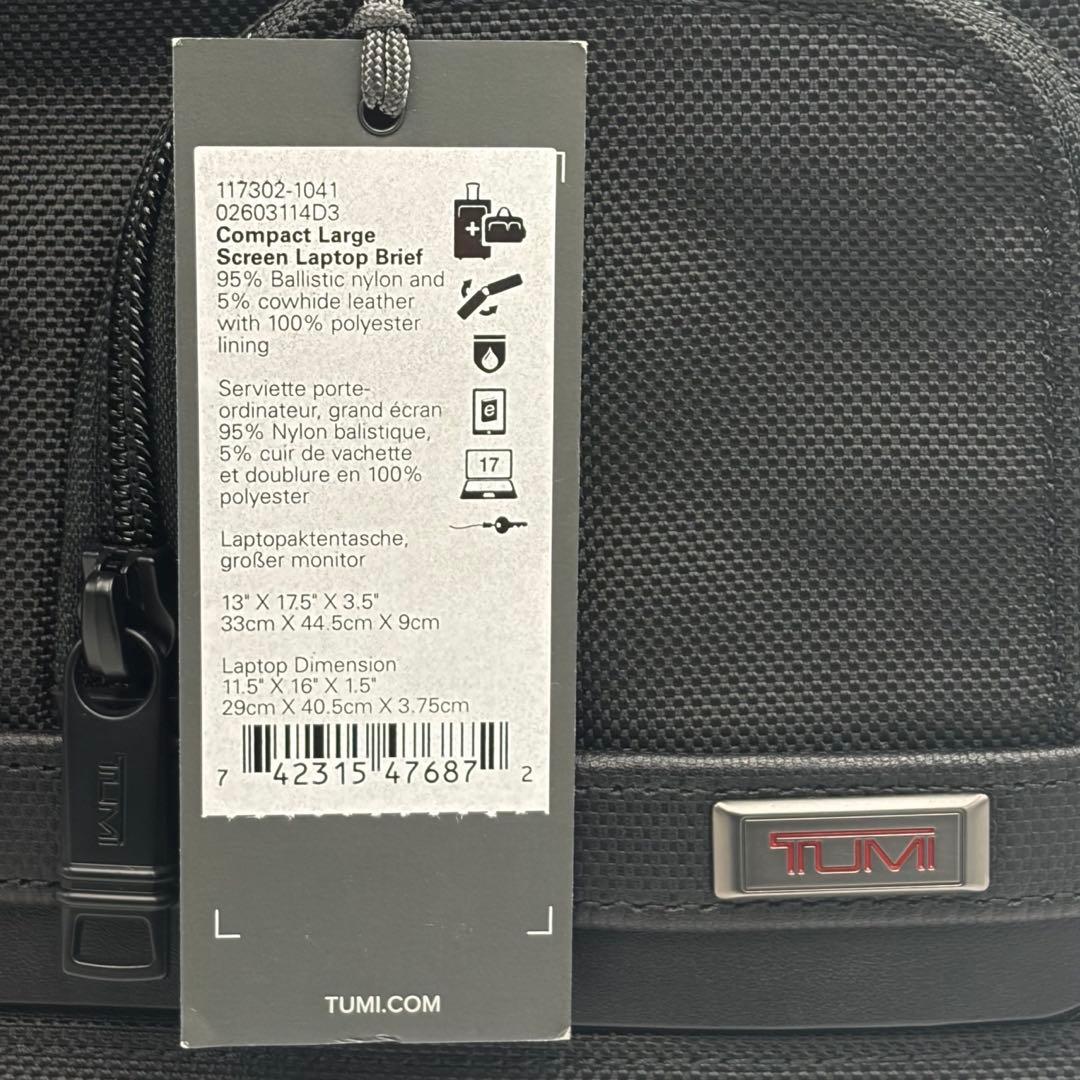 117302-1041
02603114D3
Compact Large
Screen Laptop Brief
95% Ballistic nylon and
5% cowhide leather
with 100% polyester
lining
Serviette porte-
ordinateur, grand écran
95% Nylon balistique,
5% cuir de vachette
et doublure en 100%
polyester
Laptopaktentasche,
großer monitor
13" X 17.5" X 3.5"
33cm X 44.5cm X 9cm
Laptop Dimension
11.5" X 16" X 1.5"
29cm X 40.5cm X 3.75cm
7 42315 47687 2
e
17
TUMI.COM
TUMI
TUMI